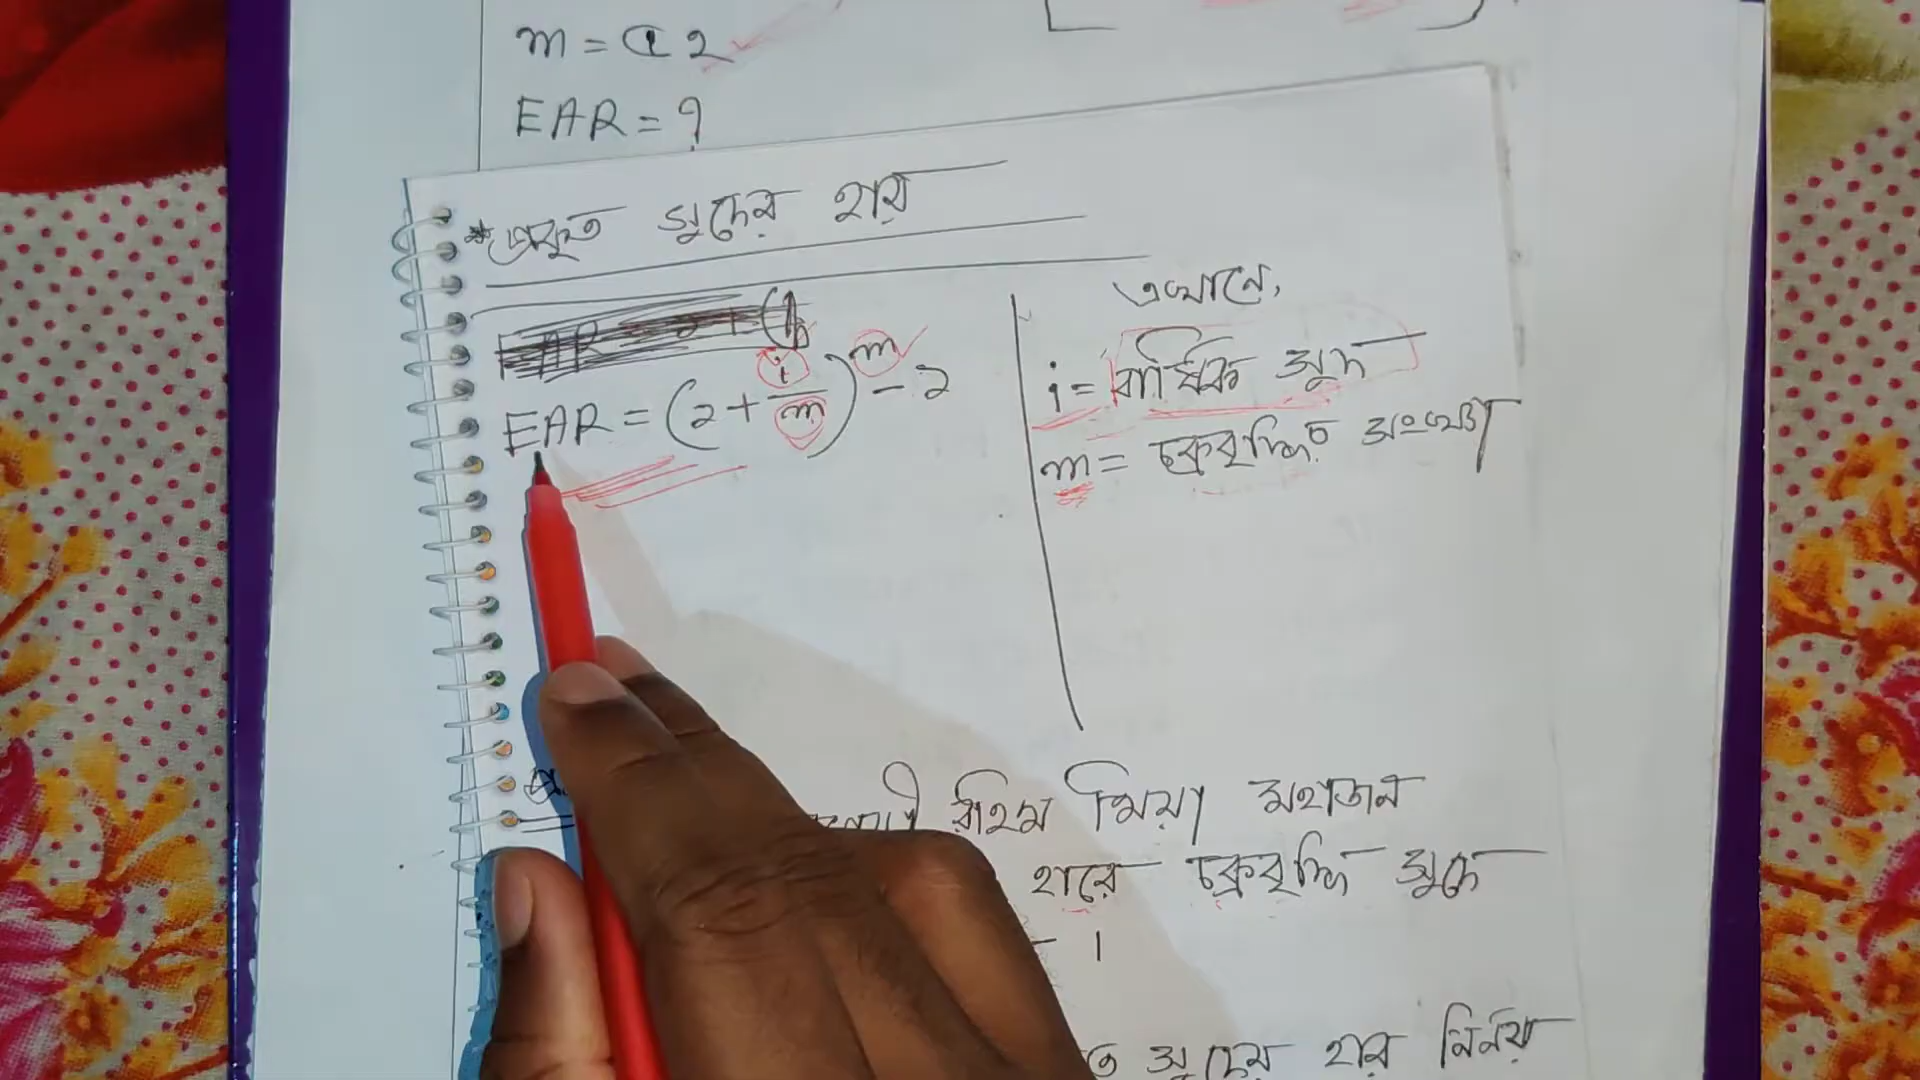 m = ১২
EAR = ?
*প্রকৃত সুদের হার
EAR = (১ + i/m)^m - ১
এখানে,
i = বার্ষিক সুদ
m = চক্রবৃদ্ধির সংখ্যা
রহিম মিয়া মহাজন
হারে চক্রবৃদ্ধি সুদে
।
সুদের হার নির্ণয়